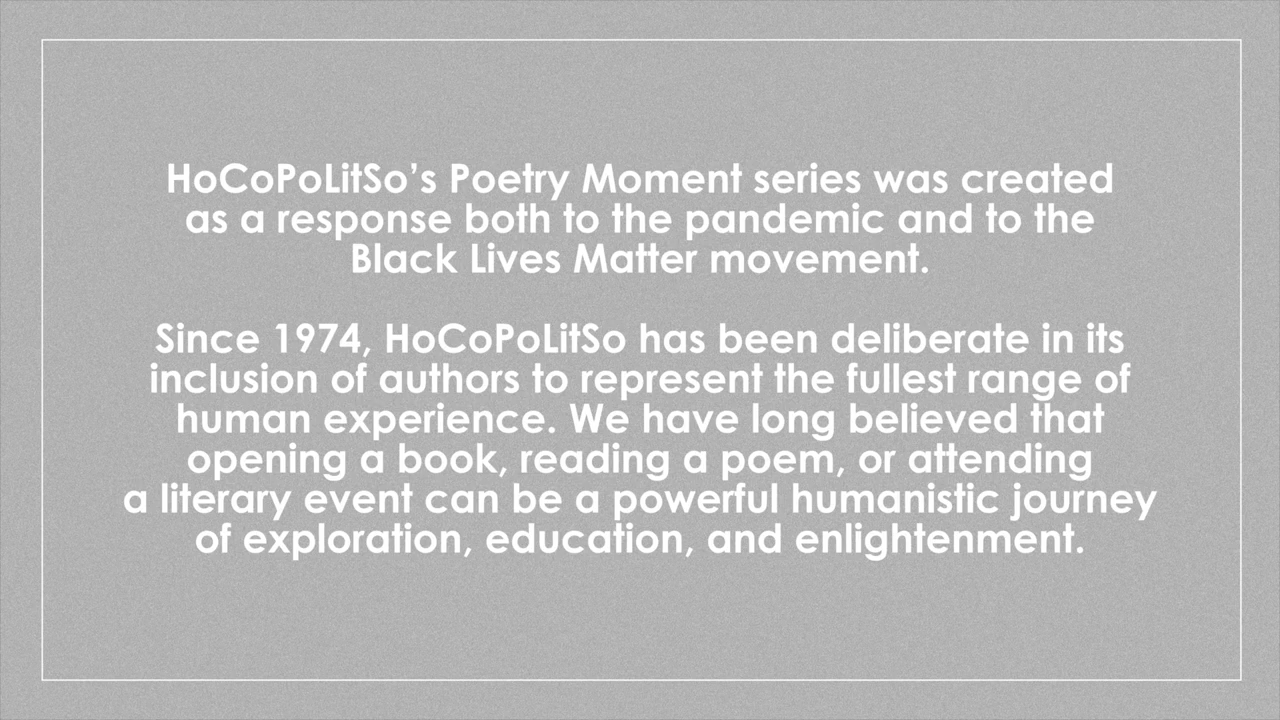 HoCoPoLitSo’s Poetry Moment series was created
as a response both to the pandemic and to the
Black Lives Matter movement.
Since 1974, HoCoPoLitSo has been deliberate in its
inclusion of authors to represent the fullest range of
human experience. We have long believed that
opening a book, reading a poem, or attending
a literary event can be a powerful humanistic journey
of exploration, education, and enlightenment.